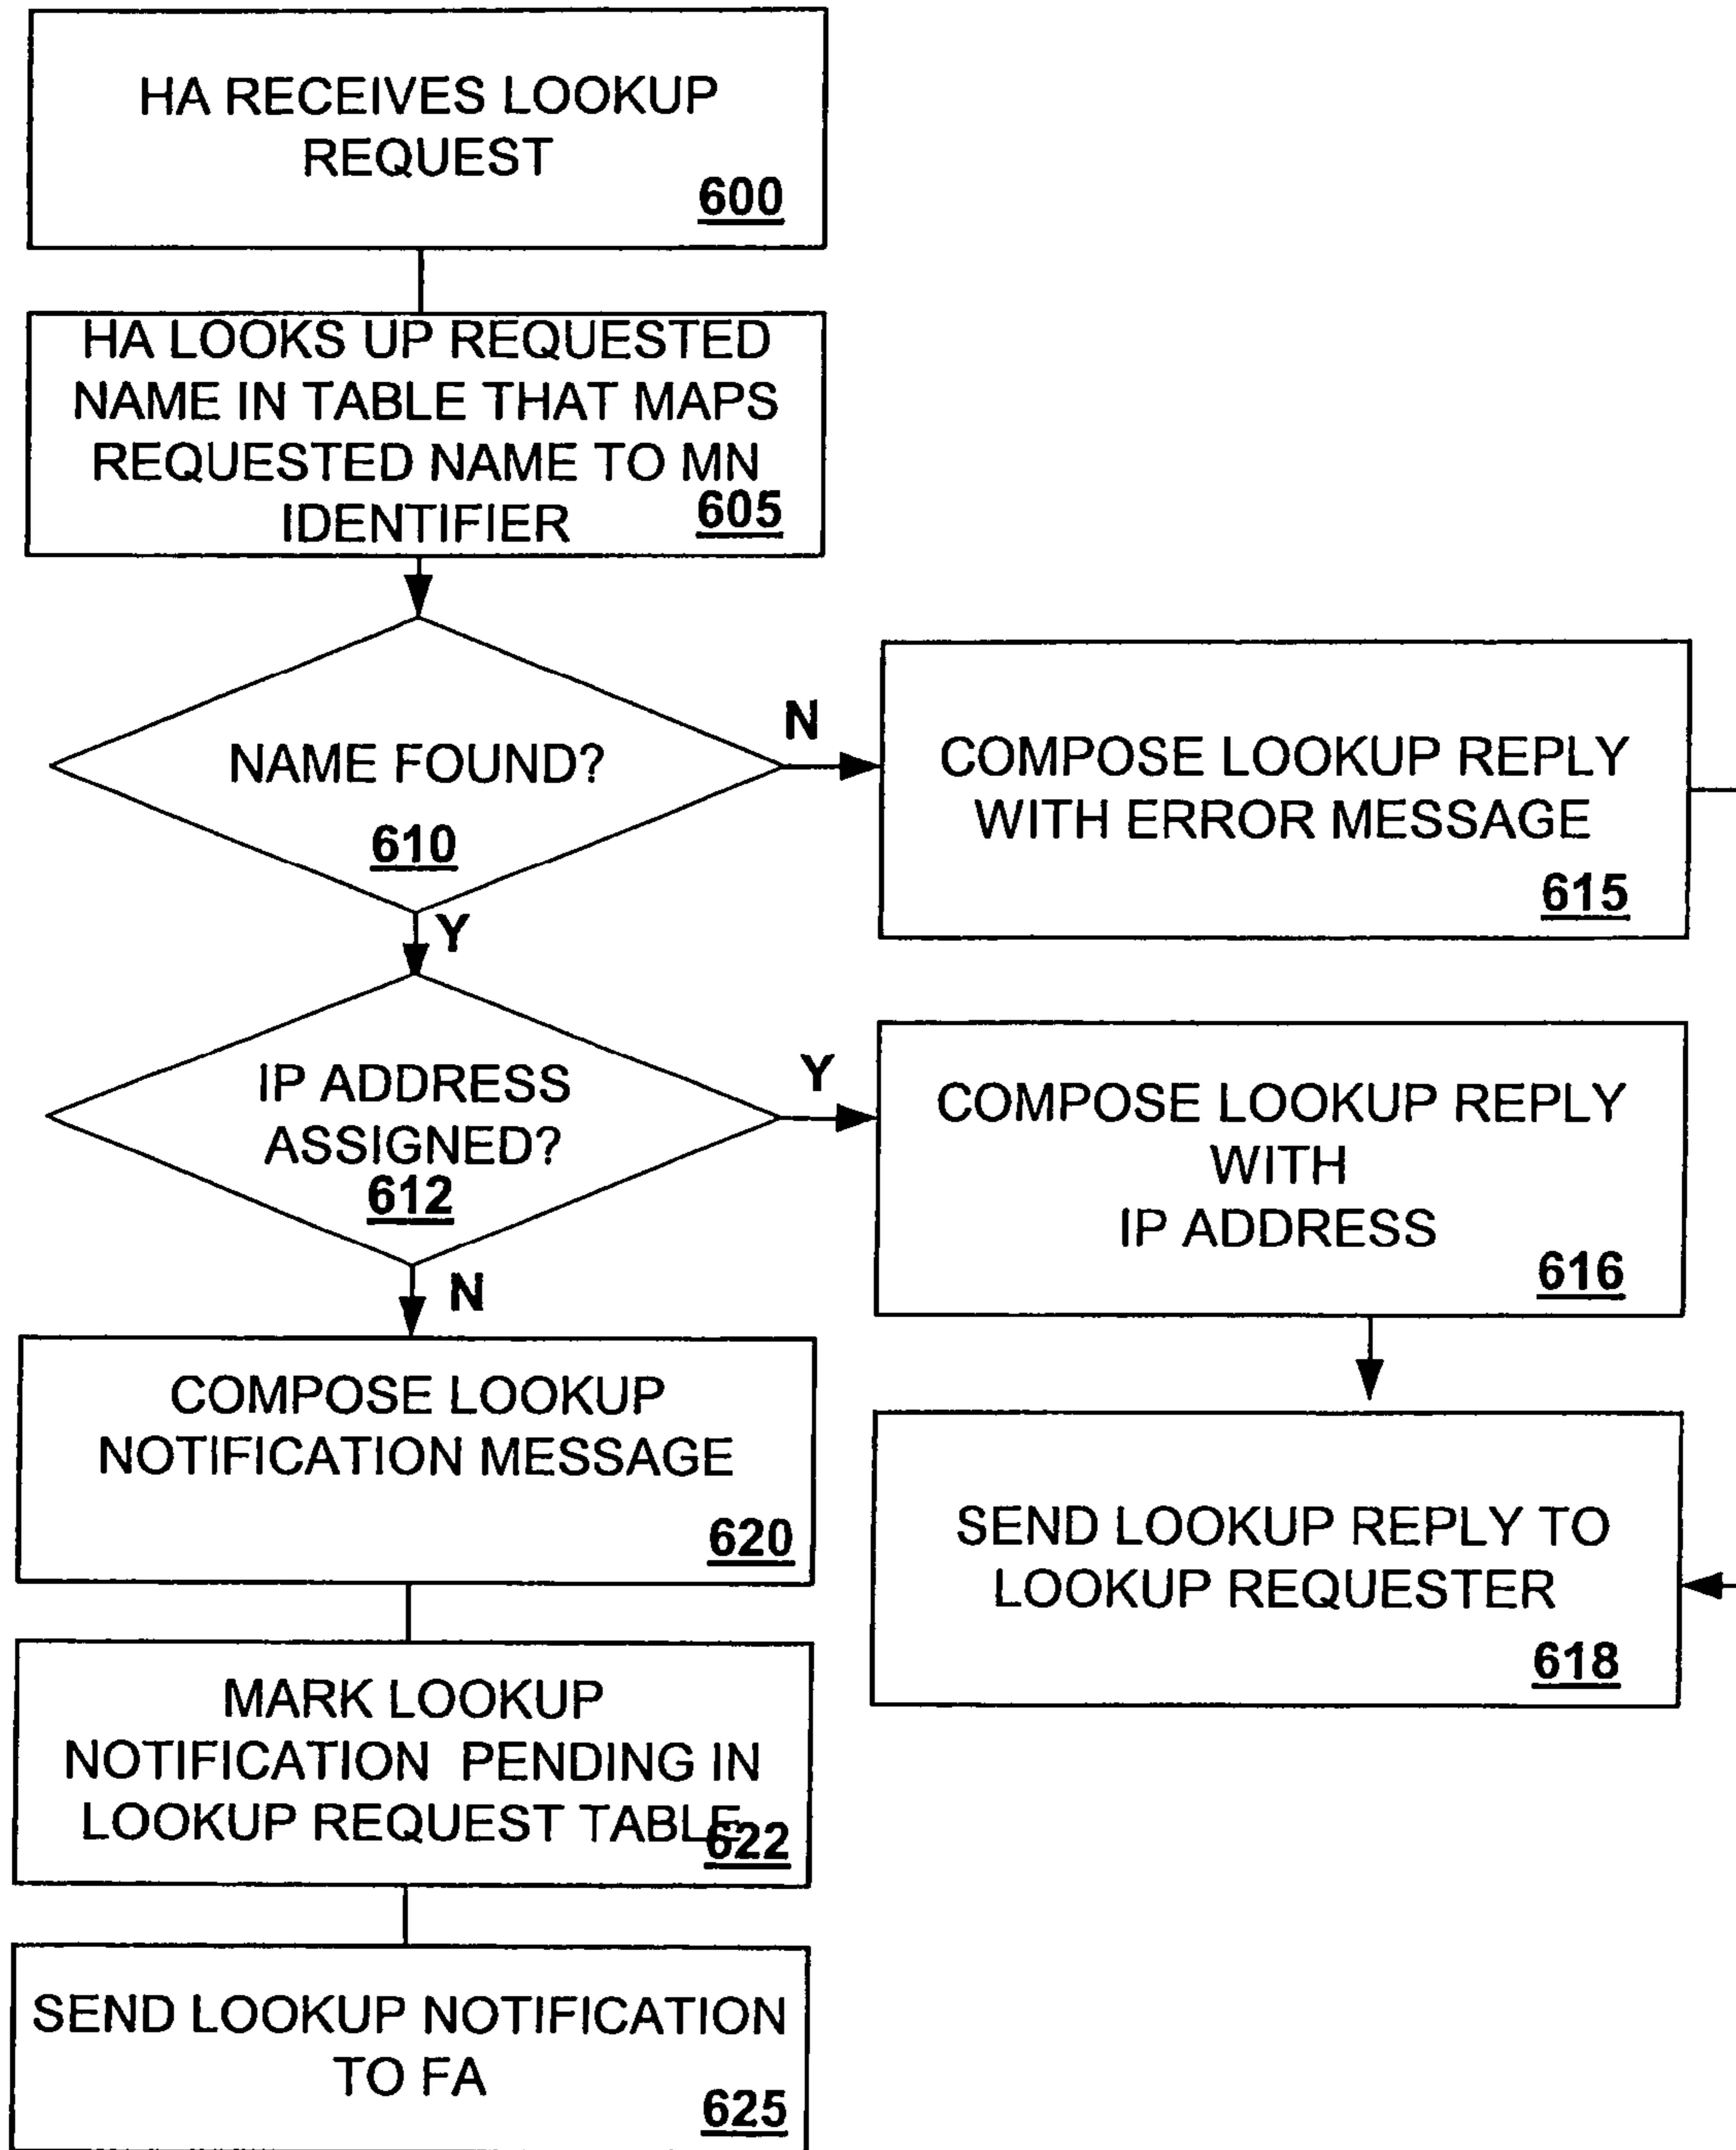 HA RECEIVES LOOKUP
REQUEST
600
HA LOOKS UP REQUESTED
NAME IN TABLE THAT MAPS
REQUESTED NAME TO MN
IDENTIFIER
605
NAME FOUND?
610
N
COMPOSE LOOKUP REPLY
WITH ERROR MESSAGE
615
Y
IP ADDRESS
ASSIGNED?
612
Y
COMPOSE LOOKUP REPLY
WITH
IP ADDRESS
616
N
COMPOSE LOOKUP
NOTIFICATION MESSAGE
620
SEND LOOKUP REPLY TO
LOOKUP REQUESTER
618
MARK LOOKUP
NOTIFICATION PENDING IN
LOOKUP REQUEST TABLE
622
SEND LOOKUP NOTIFICATION
TO FA
625